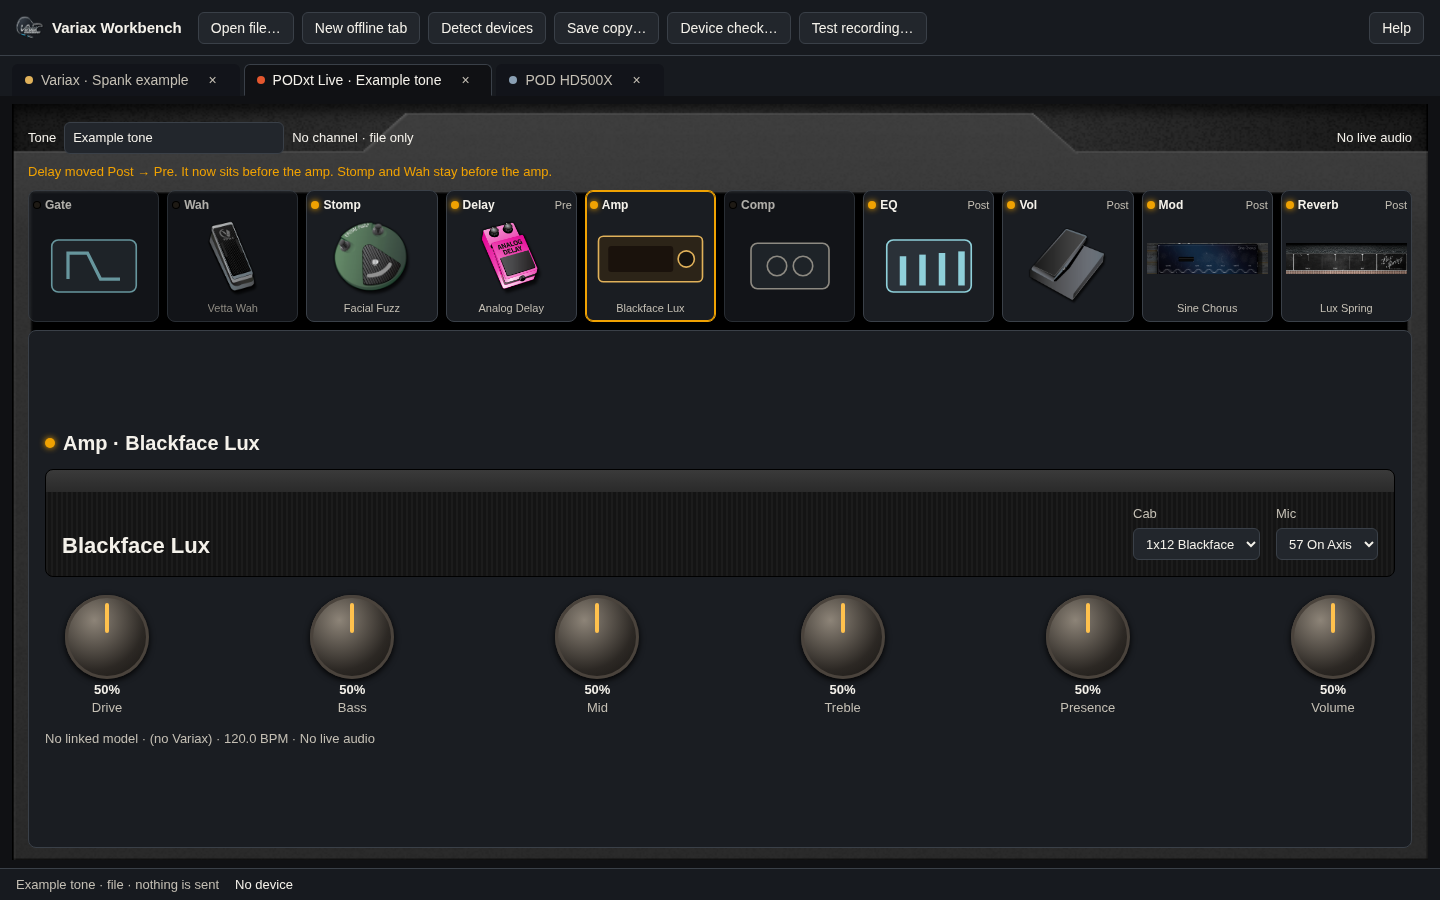 Variax Workbench Open file… New offline tab Detect devices Save copy… Device check… Test recording… Help
Variax · Spank example × PODxt Live · Example tone × POD HD500X ×
Tone Example tone No channel · file only No live audio
Delay moved Post → Pre. It now sits before the amp. Stomp and Wah stay before the amp.
Gate Wah Stomp Delay Pre Amp Comp EQ Post Vol Post Mod Post Reverb Post
ANALOG
DELAY
Vetta Wah Facial Fuzz Analog Delay Blackface Lux Sine Chorus Lux Spring
Amp · Blackface Lux
Cab Mic
Blackface Lux 1x12 Blackface 57 On Axis
50% 50% 50% 50% 50% 50%
Drive Bass Mid Treble Presence Volume
No linked model · (no Variax) · 120.0 BPM · No live audio
Example tone · file · nothing is sent No device